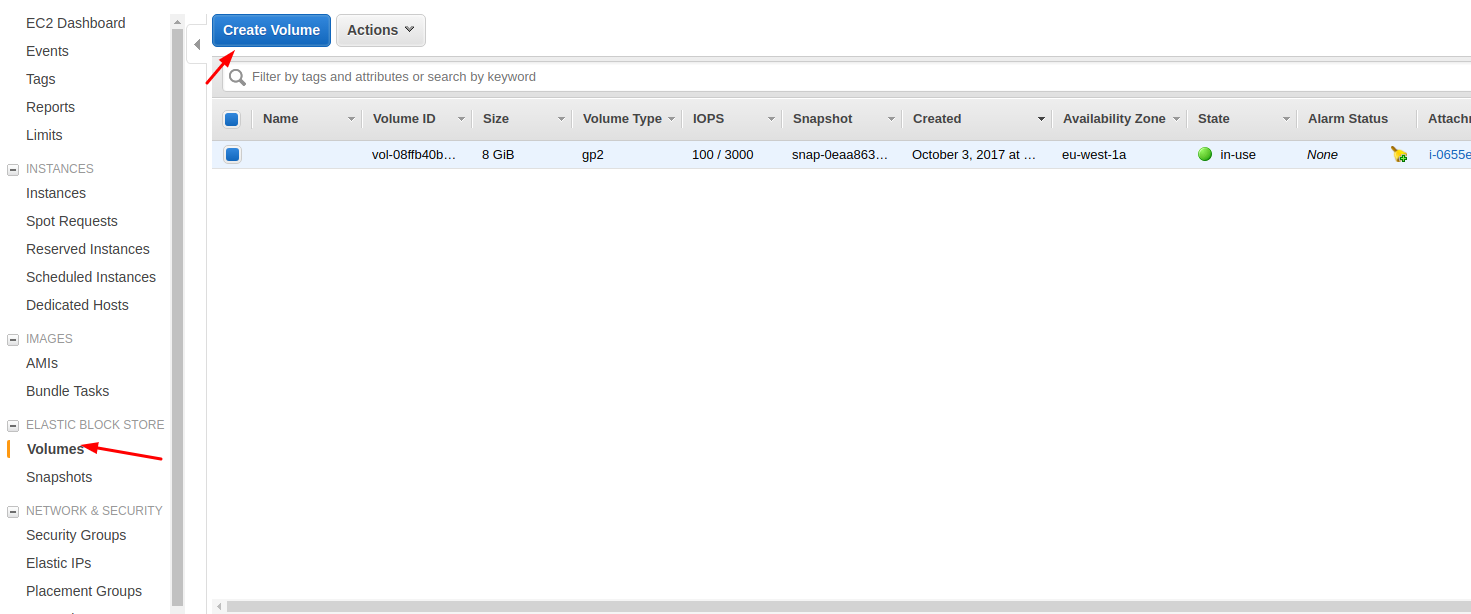 EC2 Dashboard
Events
Tags
Reports
Limits
INSTANCES
Instances
Spot Requests
Reserved Instances
Scheduled Instances
Dedicated Hosts
IMAGES
AMIs
Bundle Tasks
ELASTIC BLOCK STORE
Volumes
Snapshots
NETWORK & SECURITY
Security Groups
Elastic IPs
Placement Groups
Create Volume Actions
Filter by tags and attributes or search by keyword
Name Volume ID Size Volume Type IOPS Snapshot Created Availability Zone State Alarm Status Attachm
vol-08ffb40b… 8 GiB gp2 100 / 3000 snap-0eaa863… October 3, 2017 at … eu-west-1a in-use None i-0655e